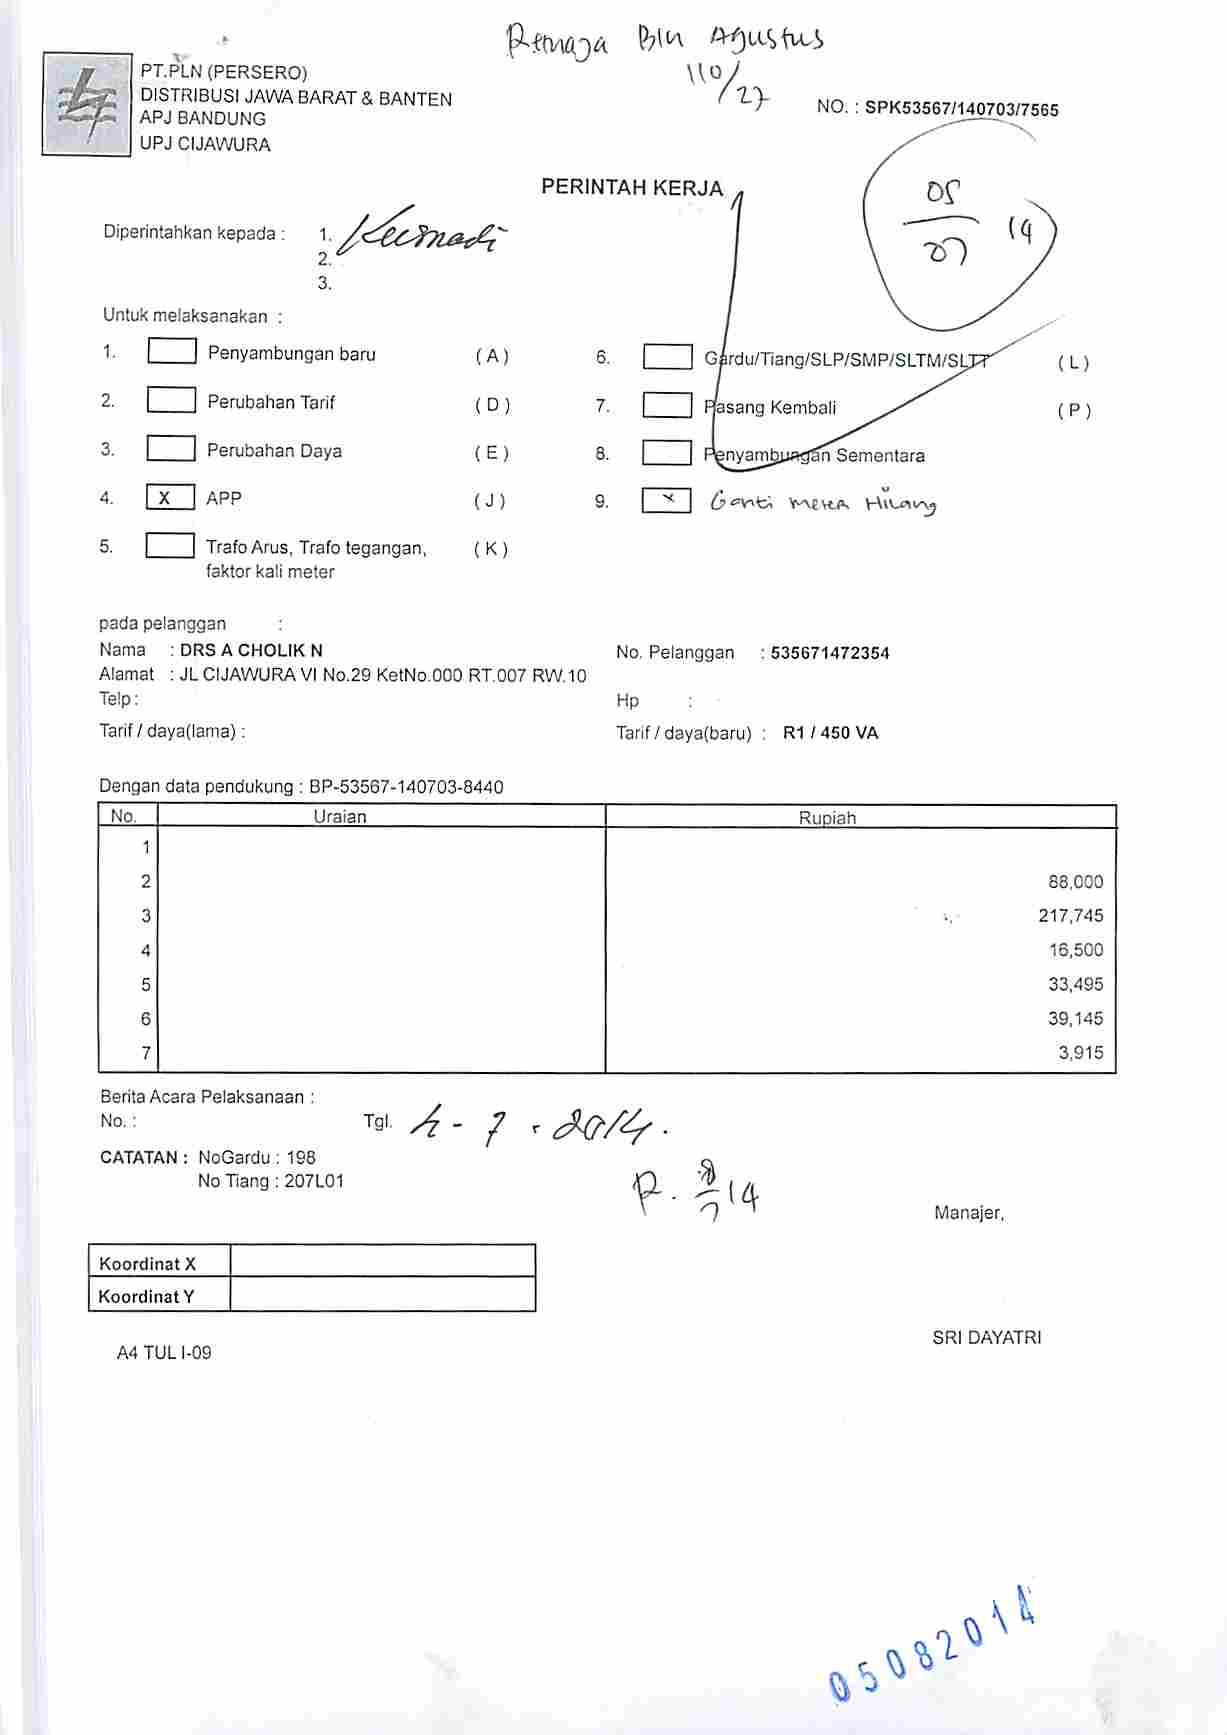 Remaja Bln Agustus
110/27
PT.PLN (PERSERO)
DISTRIBUSI JAWA BARAT & BANTEN
APJ BANDUNG
UPJ CIJAWURA
NO. : SPK53567/140703/7565
PERINTAH KERJA
05
07 14
Diperintahkan kepada : 1. Kusnadi
2.
3.
Untuk melaksanakan :
1. Penyambungan baru ( A )
2. Perubahan Tarif ( D )
3. Perubahan Daya ( E )
4. X APP ( J )
5. Trafo Arus, Trafo tegangan, ( K )
faktor kali meter
6. Gardu/Tiang/SLP/SMP/SLTM/SLTT ( L )
7. Pasang Kembali ( P )
8. Penyambungan Sementara
9. x Ganti meter Hilang
pada pelanggan :
Nama : DRS A CHOLIK N
No. Pelanggan : 535671472354
Alamat : JL CIJAWURA VI No.29 KetNo.000 RT.007 RW.10
Telp :
Hp :
Tarif / daya(lama) :
Tarif / daya(baru) : R1 / 450 VA
Dengan data pendukung : BP-53567-140703-8440
No. Uraian Rupiah
1
2 88,000
3 217,745
4 16,500
5 33,495
6 39,145
7 3,915
Berita Acara Pelaksanaan :
No. : Tgl. 4 - 7 - 2014.
CATATAN : NoGardu : 198
No Tiang : 207L01
R. 8/7 14
Manajer,
Koordinat X
Koordinat Y
SRI DAYATRI
A4 TUL I-09
05082014